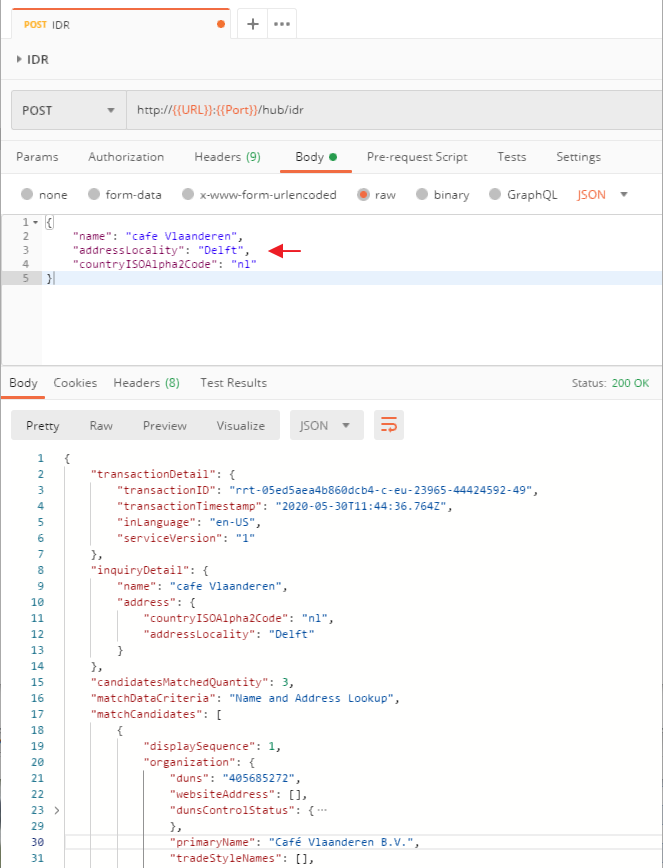 POST IDR
IDR
POST http://{{URL}}:{{Port}}/hub/idr
Params Authorization Headers (9) Body Pre-request Script Tests Settings
none form-data x-www-form-urlencoded raw binary GraphQL JSON
1 {
2 "name": "cafe Vlaanderen",
3 "addressLocality": "Delft",
4 "countryISOAlpha2Code": "nl"
5 }
Body Cookies Headers (8) Test Results Status: 200 OK
Pretty Raw Preview Visualize JSON
1 {
2 "transactionDetail": {
3 "transactionID": "rrt-05ed5aea4b860dcb4-c-eu-23965-44424592-49",
4 "transactionTimestamp": "2020-05-30T11:44:36.764Z",
5 "inLanguage": "en-US",
6 "serviceVersion": "1"
7 },
8 "inquiryDetail": {
9 "name": "cafe Vlaanderen",
10 "address": {
11 "countryISOAlpha2Code": "nl",
12 "addressLocality": "Delft"
13 }
14 },
15 "candidatesMatchedQuantity": 3,
16 "matchDataCriteria": "Name and Address Lookup",
17 "matchCandidates": [
18 {
19 "displaySequence": 1,
20 "organization": {
21 "duns": "405685272",
22 "websiteAddress": [],
23 "dunsControlStatus": {⋯
29 },
30 "primaryName": "Café Vlaanderen B.V.",
31 "tradeStyleNames": [],